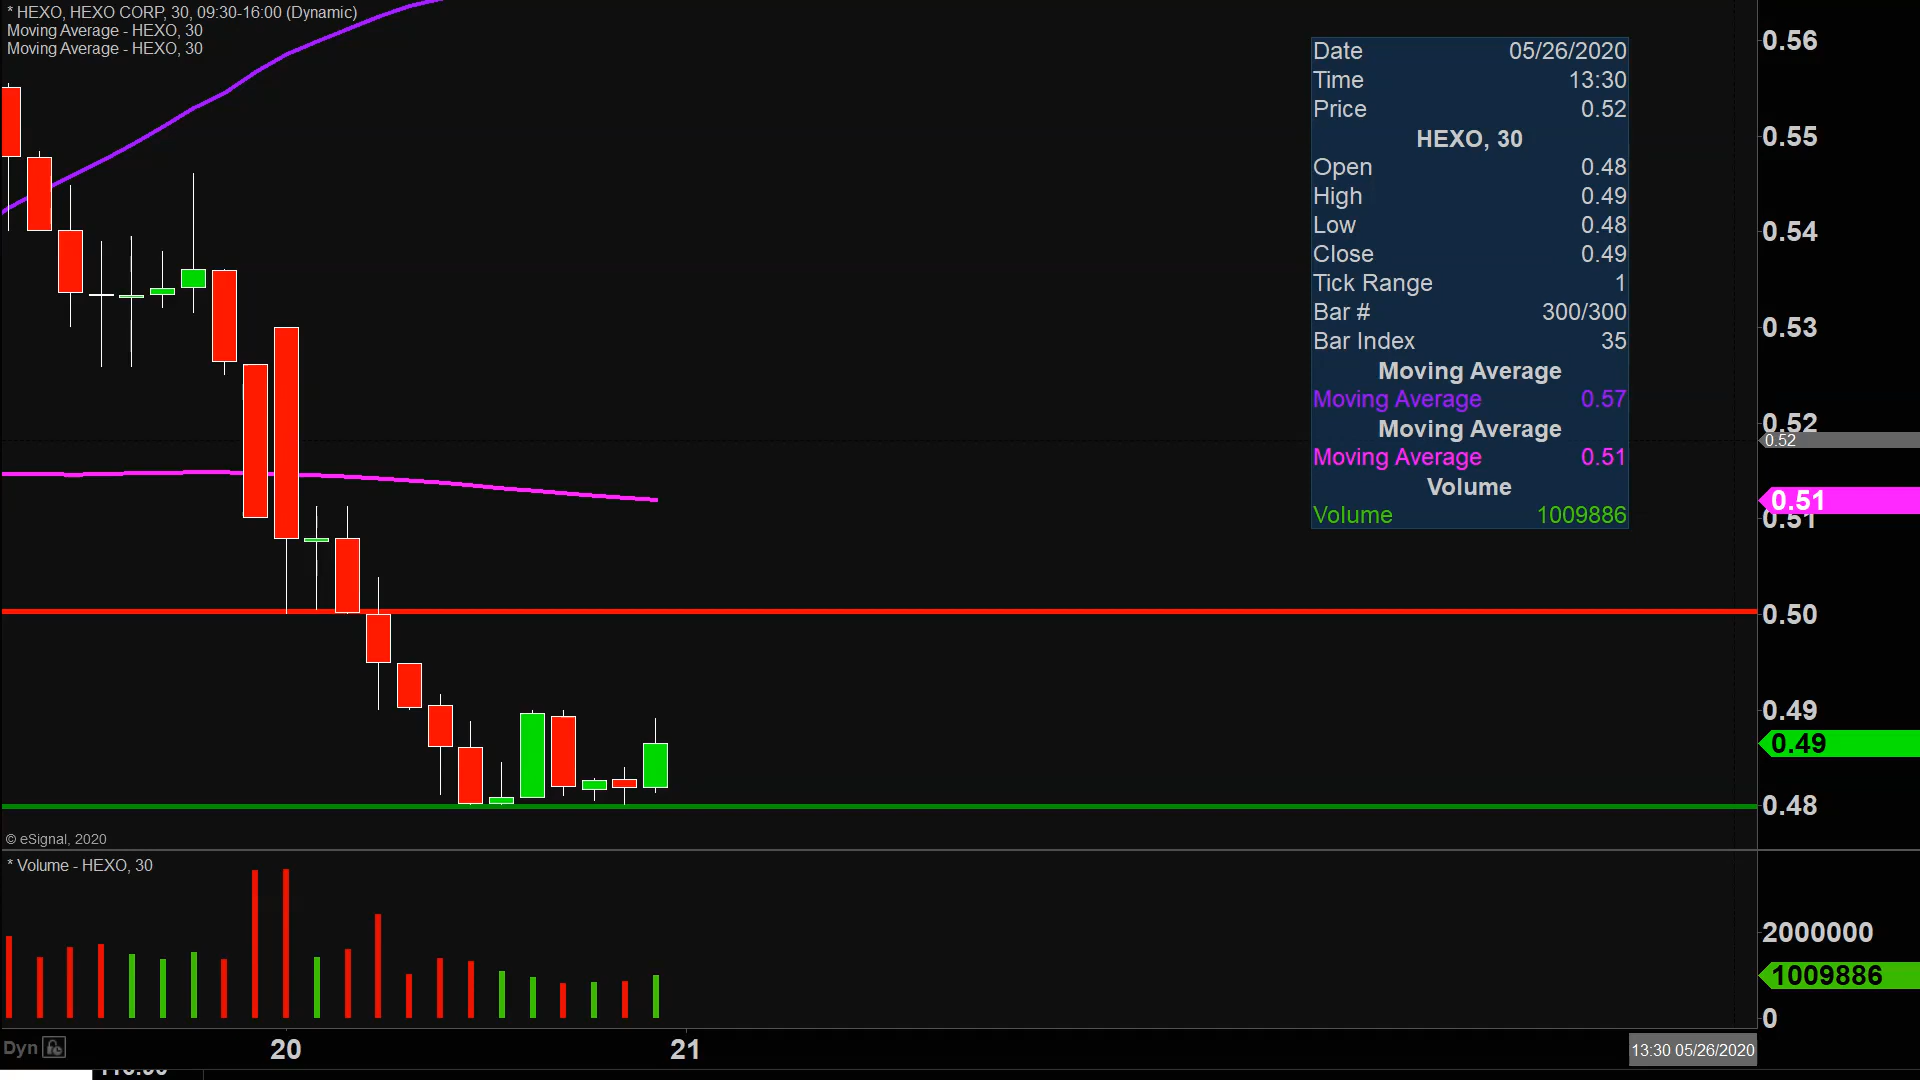 * HEXO, HEXO CORP, 30, 09:30-16:00 (Dynamic)
Moving Average - HEXO, 30
Moving Average - HEXO, 30
Date 05/26/2020
Time 13:30
Price 0.52
HEXO, 30
Open 0.48
High 0.49
Low 0.48
Close 0.49
Tick Range 1
Bar # 300/300
Bar Index 35
Moving Average
Moving Average 0.57
Moving Average
Moving Average 0.51
Volume
Volume 1009886
0.56
0.55
0.54
0.53
0.52
0.52
0.51
0.51
0.50
0.49
0.49
0.48
© eSignal, 2020
* Volume - HEXO, 30
2000000
1009886
0
Dyn
20
21
13:30 05/26/2020